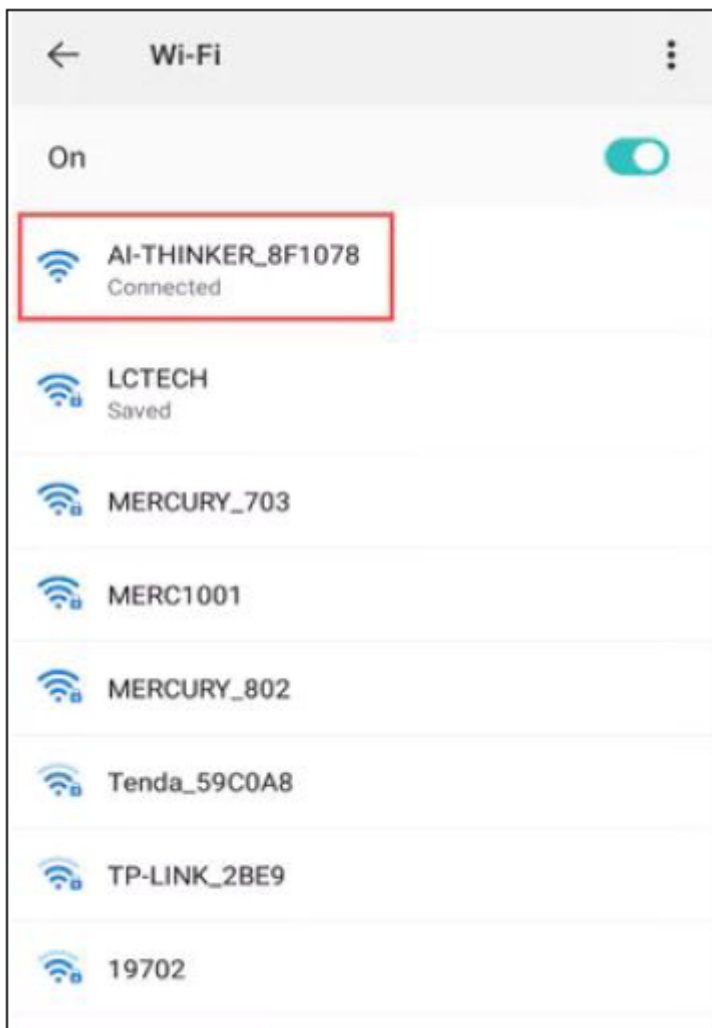 Wi-Fi
On
AI-THINKER_8F1078
Connected
LCTECH
Saved
MERCURY_703
MERC1001
MERCURY_802
Tenda_59C0A8
TP-LINK_2BE9
19702